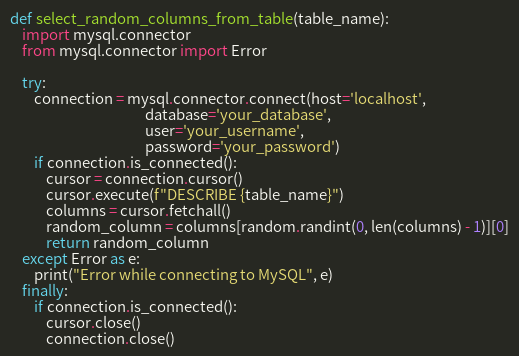 def select_random_columns_from_table(table_name):
    import mysql.connector
    from mysql.connector import Error

    try:
        connection = mysql.connector.connect(host='localhost',
                                             database='your_database',
                                             user='your_username',
                                             password='your_password')
        if connection.is_connected():
            cursor = connection.cursor()
            cursor.execute(f"DESCRIBE {table_name}")
            columns = cursor.fetchall()
            random_column = columns[random.randint(0, len(columns) - 1)][0]
            return random_column
    except Error as e:
        print("Error while connecting to MySQL", e)
    finally:
        if connection.is_connected():
            cursor.close()
            connection.close()